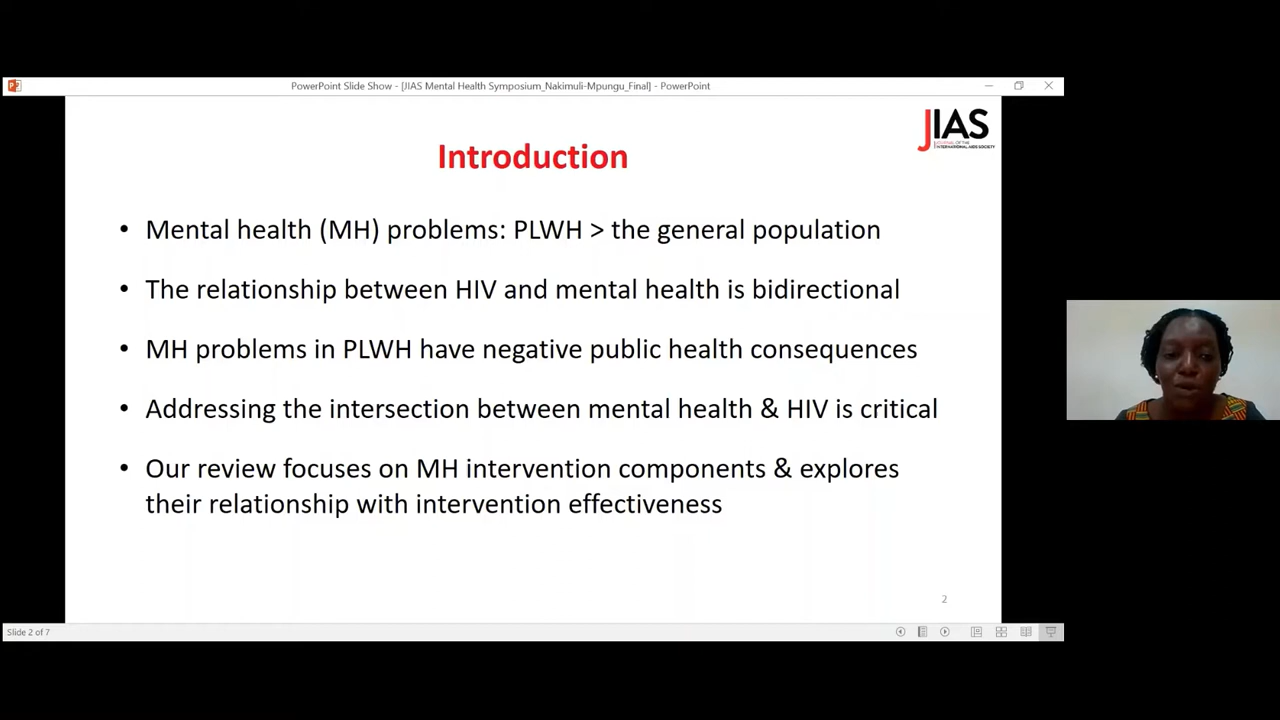 PowerPoint Slide Show - [JIAS Mental Health Symposium_Nakimuli-Mpungu_Final] - PowerPoint
JIAS
JOURNAL OF THE
INTERNATIONAL AIDS SOCIETY
Introduction
• Mental health (MH) problems: PLWH > the general population
• The relationship between HIV and mental health is bidirectional
• MH problems in PLWH have negative public health consequences
• Addressing the intersection between mental health & HIV is critical
• Our review focuses on MH intervention components & explores
their relationship with intervention effectiveness
2
Slide 2 of 7